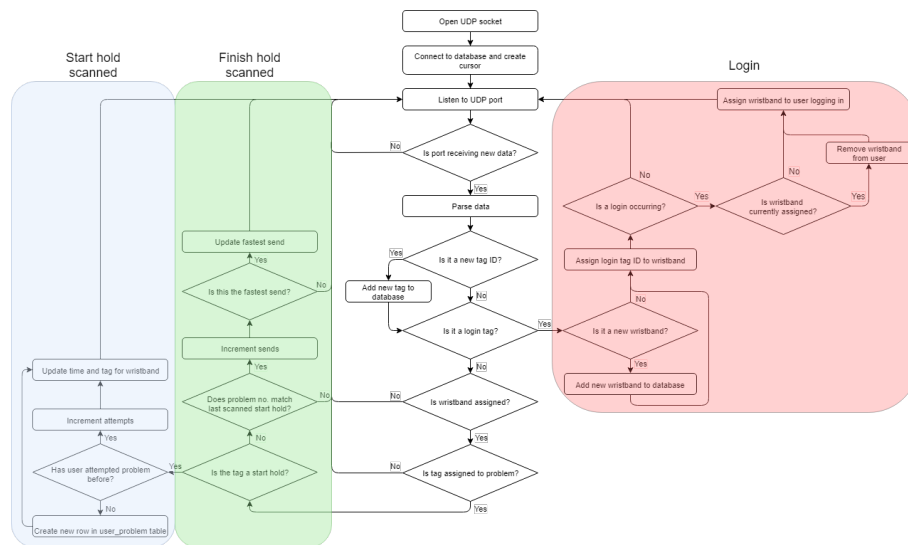 Open UDP socket
Start hold
scanned
Finish hold
scanned
Connect to database and create
cursor
Login
Listen to UDP port
Assign wristband to user logging in
No
Is port receiving new data?
No
Remove wristband
from user
Yes
No
Yes
Parse data
Is a login occurring?
Yes
Is wristband
currently assigned?
Update fastest send
Yes
Is it a new tag ID?
Assign login tag ID to wristband
Yes
Is this the fastest send?
No
Add new tag to
database
No
No
Is it a login tag?
Yes
Is it a new wristband?
Increment sends
Yes
No
Yes
Update time and tag for wristband
Add new wristband to database
Does problem no. match
last scanned start hold?
No
No
Is wristband assigned?
Increment attempts
Yes
No
Yes
Has user attempted problem
before?
Yes
Is the tag a start hold?
No
Is tag assigned to problem?
No
Yes
Create new row in user_problem table